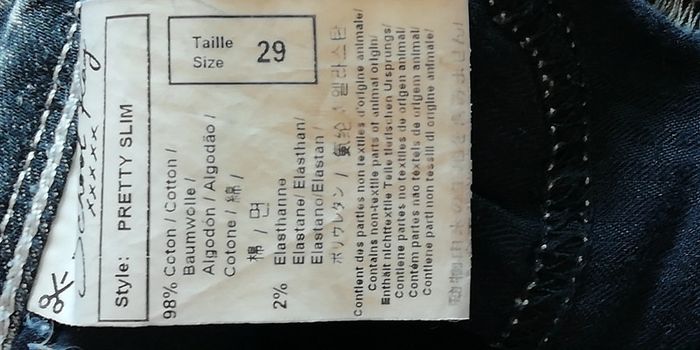 xxxxx
Style: PRETTY SLIM
Taille
Size
29
98% Coton / Cotton /
Baumwolle /
Algodón / Algodão /
Cotone / 綿 /
棉 / 면
2% Elasthanne
Elastane/ Elasthan/
Elastano/Elastan/
ポリウレタン /
엘라스탄
Contient des parties non textiles d'origine animale/
Contains non-textile parts of animal origin/
Enthält nichttextile Teile tierischen Ursprungs/
Contiene partes no textiles de origen animal/
Contém partes não têxteis de origem animal/
Contiene parti non tessili di origine animale/